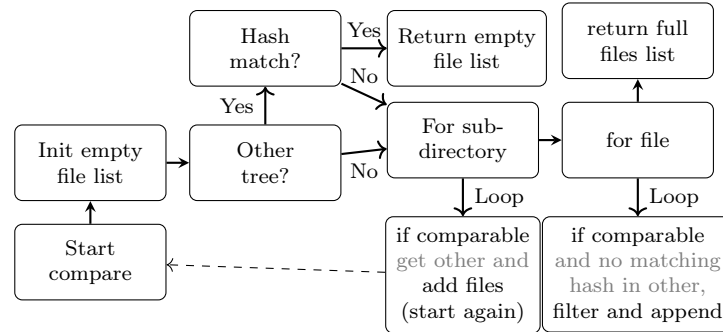 Hash
match?
Yes
Return empty
file list
return full
files list
No
Yes
Init empty
file list
Other
tree?
No
For sub-
directory
for file
Loop
Loop
Start
compare
if comparable
get other and
add files
(start again)
if comparable
and no matching
hash in other,
filter and append